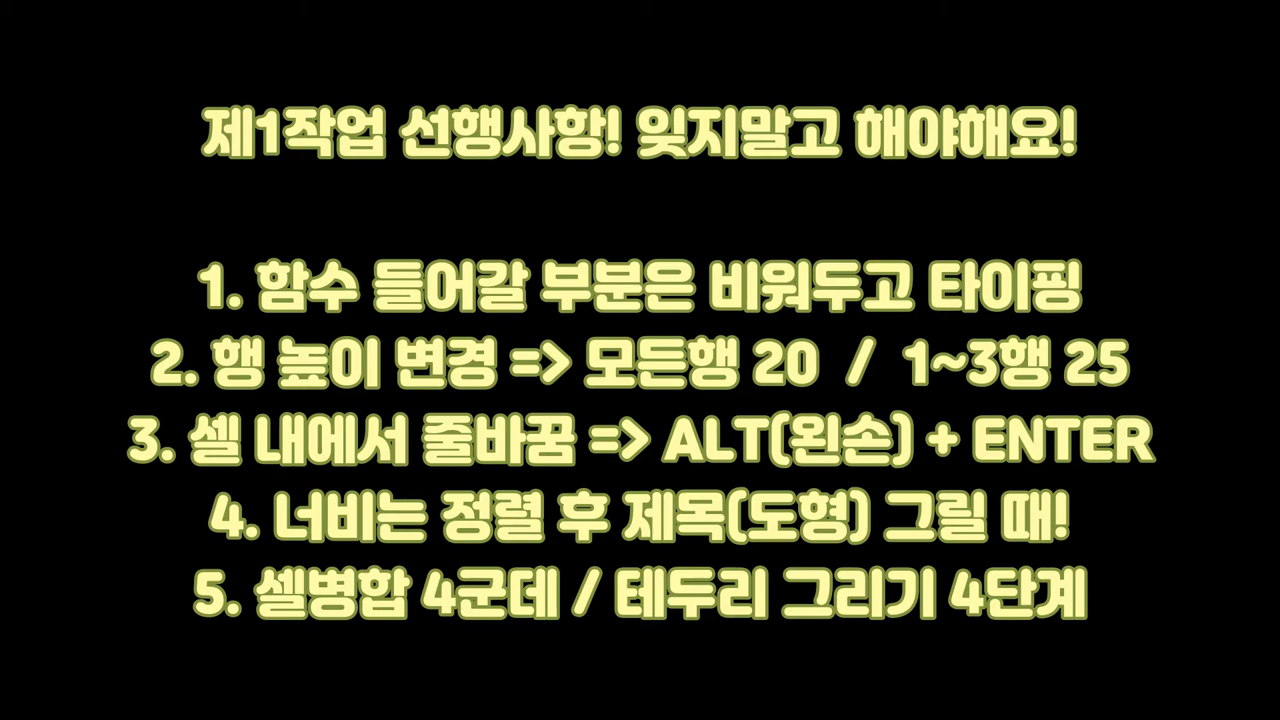 제1작업 선행사항! 잊지말고 해야해요!
1. 함수 들어갈 부분은 비워두고 타이핑
2. 행 높이 변경 => 모든행 20 / 1~3행 25
3. 셀 내에서 줄바꿈 => ALT(왼손) + ENTER
4. 너비는 정렬 후 제목(도형) 그릴 때!
5. 셀병합 4군데 / 테두리 그리기 4단계